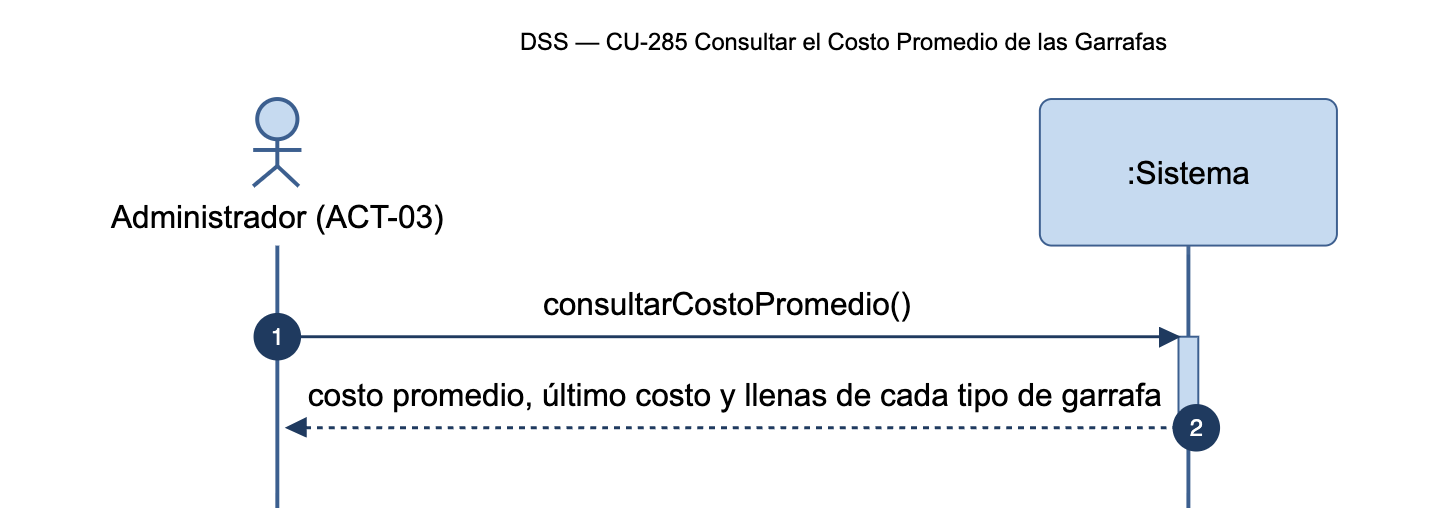 DSS — CU-285 Consultar el Costo Promedio de las Garrafas
:Sistema
Administrador (ACT-03)
consultarCostoPromedio()
1
costo promedio, último costo y llenas de cada tipo de garrafa
2